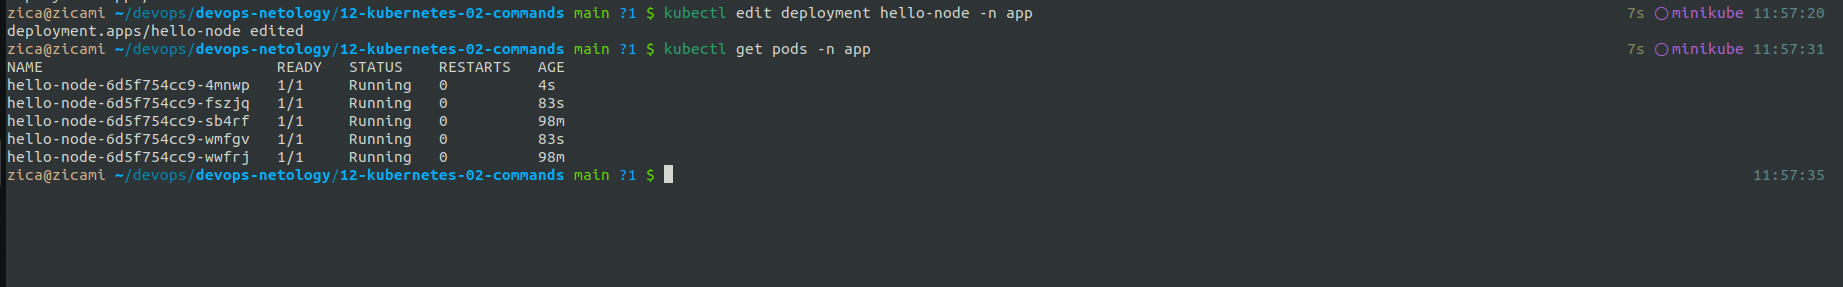 zica@zicami ~/devops/devops-netology/12-kubernetes-02-commands main ?1 $ kubectl edit deployment hello-node -n app 7s minikube 11:57:20
deployment.apps/hello-node edited
zica@zicami ~/devops/devops-netology/12-kubernetes-02-commands main ?1 $ kubectl get pods -n app 7s minikube 11:57:31
NAME READY STATUS RESTARTS AGE
hello-node-6d5f754cc9-4mnwp 1/1 Running 0 4s
hello-node-6d5f754cc9-fszjq 1/1 Running 0 83s
hello-node-6d5f754cc9-sb4rf 1/1 Running 0 98m
hello-node-6d5f754cc9-wmfgv 1/1 Running 0 83s
hello-node-6d5f754cc9-wwfrj 1/1 Running 0 98m
zica@zicami ~/devops/devops-netology/12-kubernetes-02-commands main ?1 $ 11:57:35